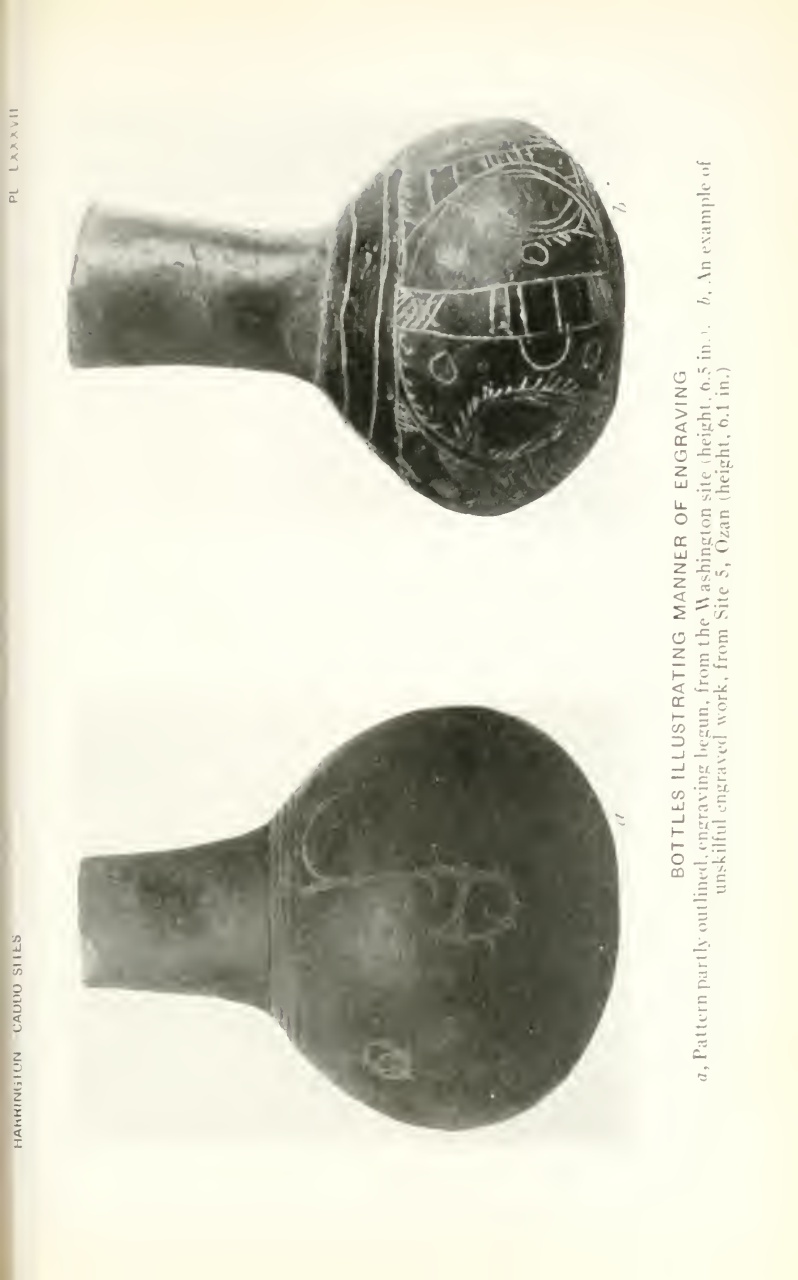 HARRINGTON—CADDO SITES
PL. LXXXVII
a
b
BOTTLES ILLUSTRATING MANNER OF ENGRAVING
a, Pattern partly outlined, engraving begun, from the Washington site (height, 6.5 in.). b, An example of
unskilful engraved work, from Site 5, Ozan (height, 6.1 in.)